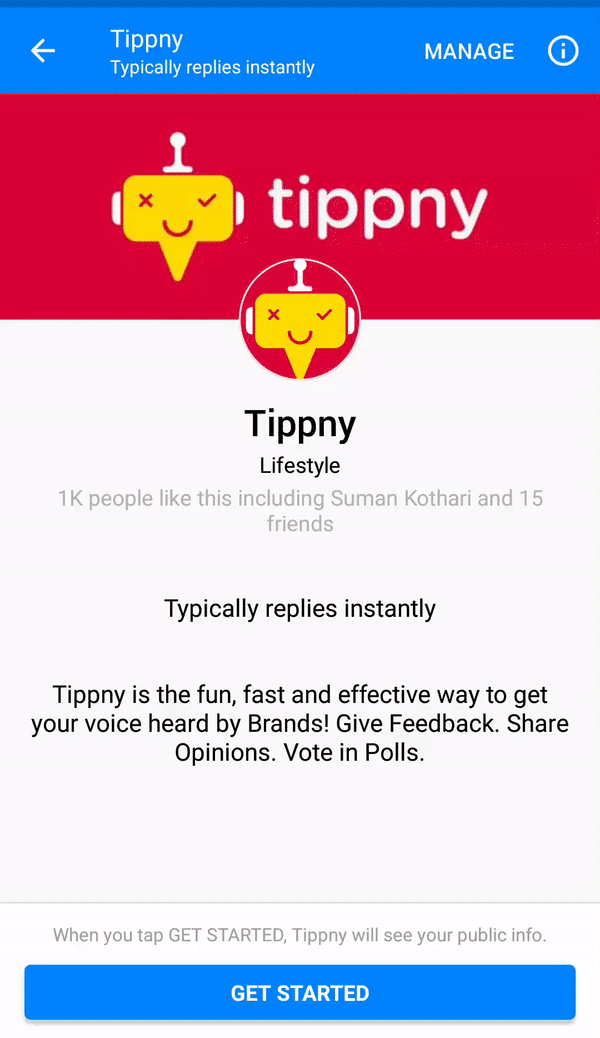 Tippny
Typically replies instantly
MANAGE
tippny
Tippny
Lifestyle
1K people like this including Suman Kothari and 15
friends
Typically replies instantly
Tippny is the fun, fast and effective way to get
your voice heard by Brands! Give Feedback. Share
Opinions. Vote in Polls.
When you tap GET STARTED, Tippny will see your public info.
GET STARTED